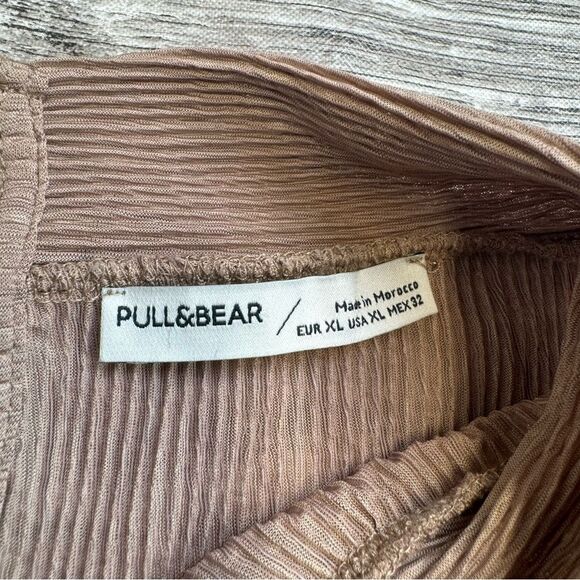 PULL&BEAR / Made in Morocco
EUR XL USA XL MEX 32